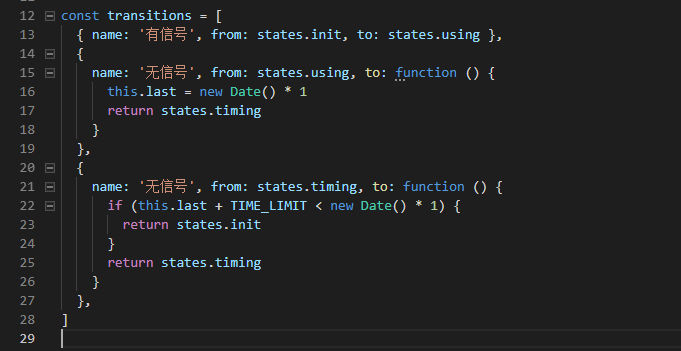 12 const transitions = [
13 { name: '有信号', from: states.init, to: states.using },
14 {
15 name: '无信号', from: states.using, to: function () {
16 this.last = new Date() * 1
17 return states.timing
18 }
19 },
20 {
21 name: '无信号', from: states.timing, to: function () {
22 if (this.last + TIME_LIMIT < new Date() * 1) {
23 return states.init
24 }
25 return states.timing
26 }
27 },
28 ]
29